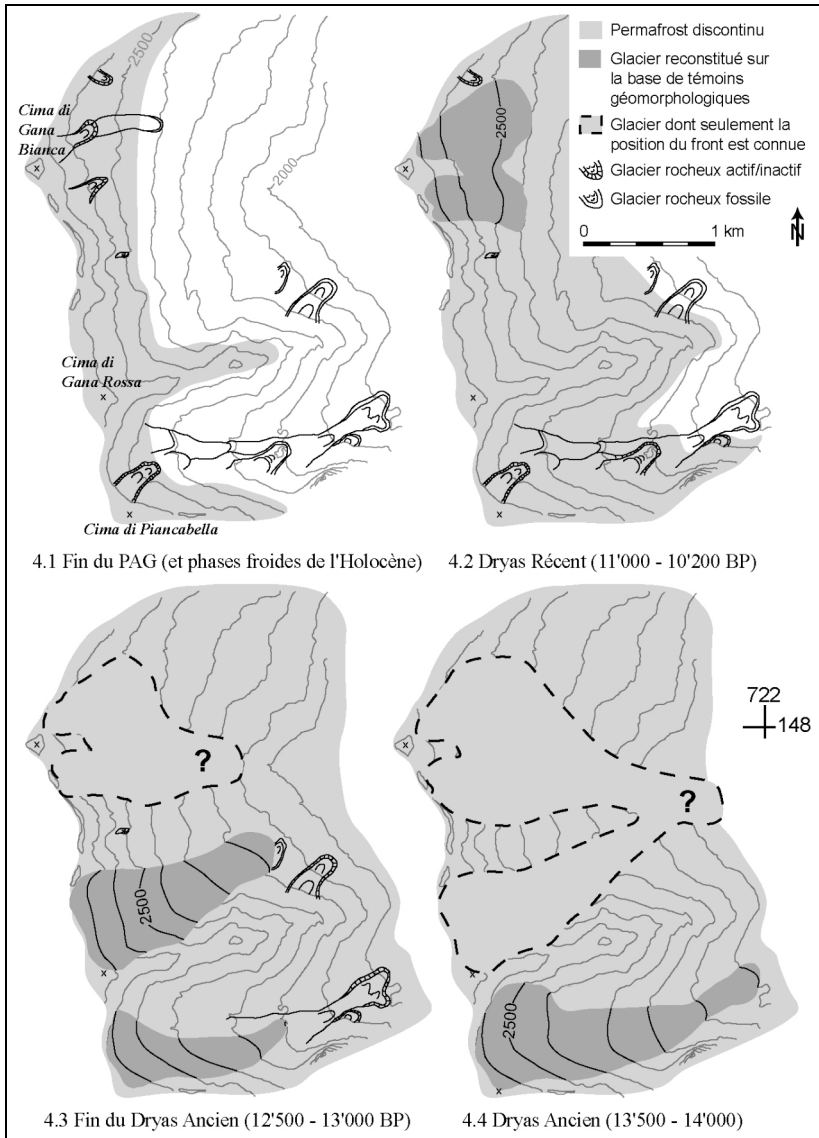 2500
Cima di
Gana
Bianca
2000
Cima di
Gana Rossa
Cima di Piancabella
4.1 Fin du PAG (et phases froides de l'Holocène)
2500
Permafrost discontinu
Glacier reconstitué sur
la base de témoins
géomorphologiques
Glacier dont seulement la
position du front est connue
Glacier rocheux actif/inactif
Glacier rocheux fossile
0 1 km
N
4.2 Dryas Récent (11'000 - 10'200 BP)
?
2500
4.3 Fin du Dryas Ancien (12'500 - 13'000 BP)
722
148
?
2500
4.4 Dryas Ancien (13'500 - 14'000)